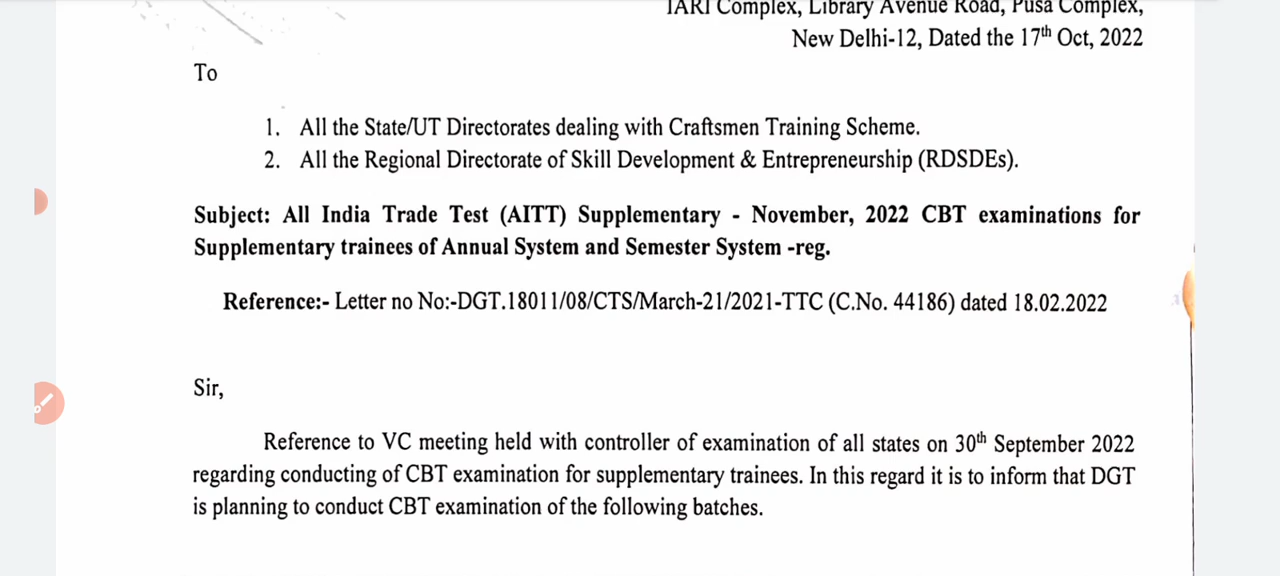 IARI Complex, Library Avenue Road, Pusa Complex,
New Delhi-12, Dated the 17th Oct, 2022
To
1. All the State/UT Directorates dealing with Craftsmen Training Scheme.
2. All the Regional Directorate of Skill Development & Entrepreneurship (RDSDEs).
Subject: All India Trade Test (AITT) Supplementary - November, 2022 CBT examinations for
Supplementary trainees of Annual System and Semester System -reg.
Reference:- Letter no No:-DGT.18011/08/CTS/March-21/2021-TTC (C.No. 44186) dated 18.02.2022
Sir,
Reference to VC meeting held with controller of examination of all states on 30th September 2022
regarding conducting of CBT examination for supplementary trainees. In this regard it is to inform that DGT
is planning to conduct CBT examination of the following batches.